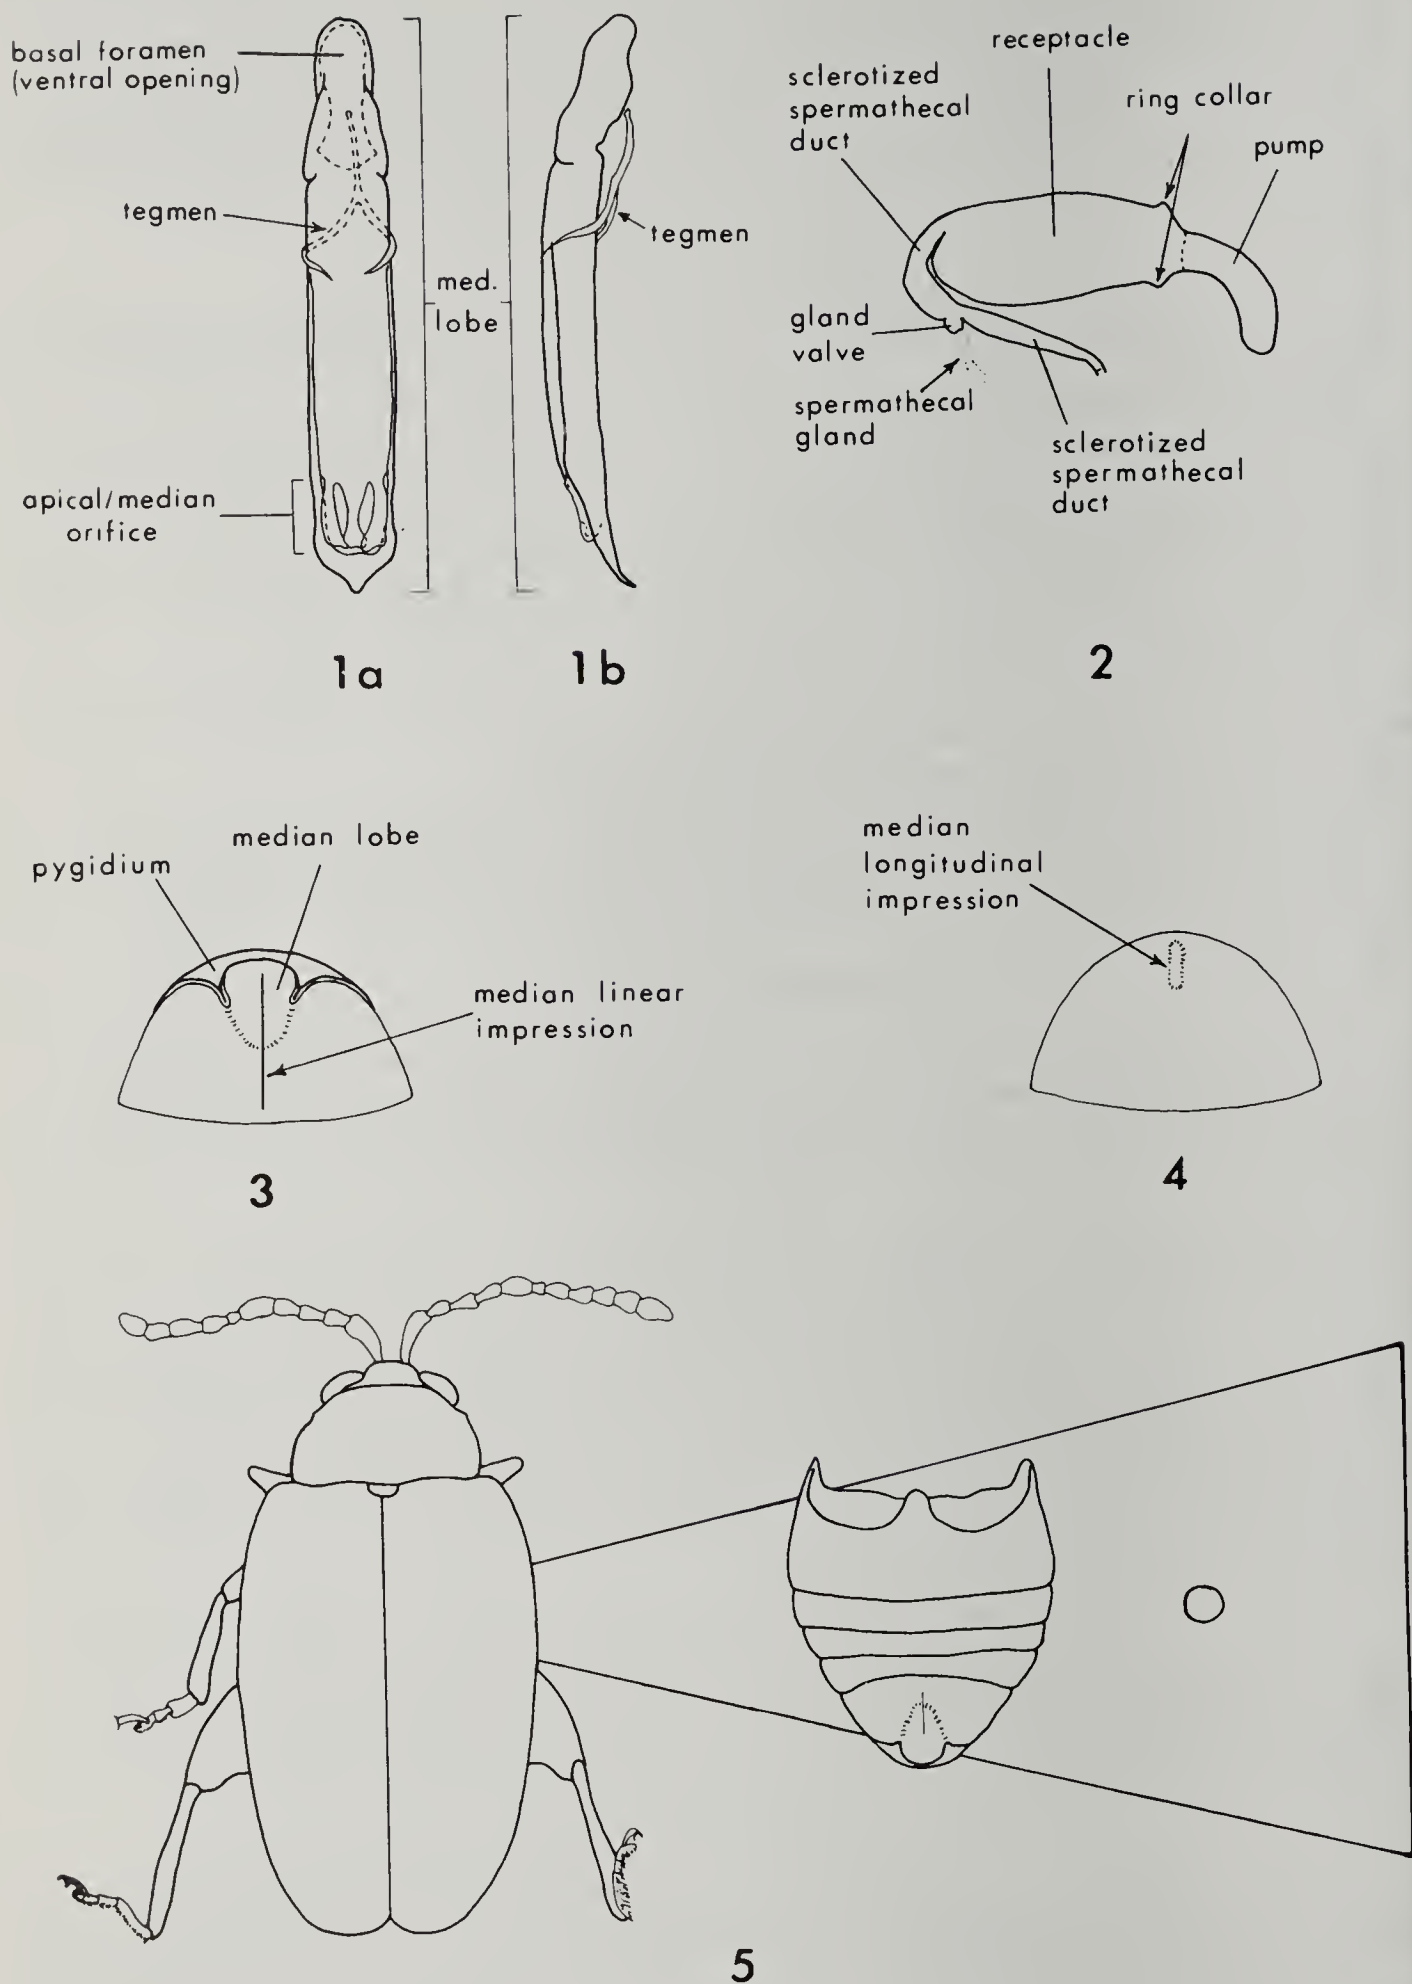 basal foramen
(ventral opening)
tegmen
apical/median
orifice
med.
lobe
tegmen
1a
1b
receptacle
sclerotized
spermathecal
duct
ring collar
pump
gland
valve
spermathecal
gland
sclerotized
spermathecal
duct
2
pygidium
median lobe
median linear
impression
3
median
longitudinal
impression
4
5